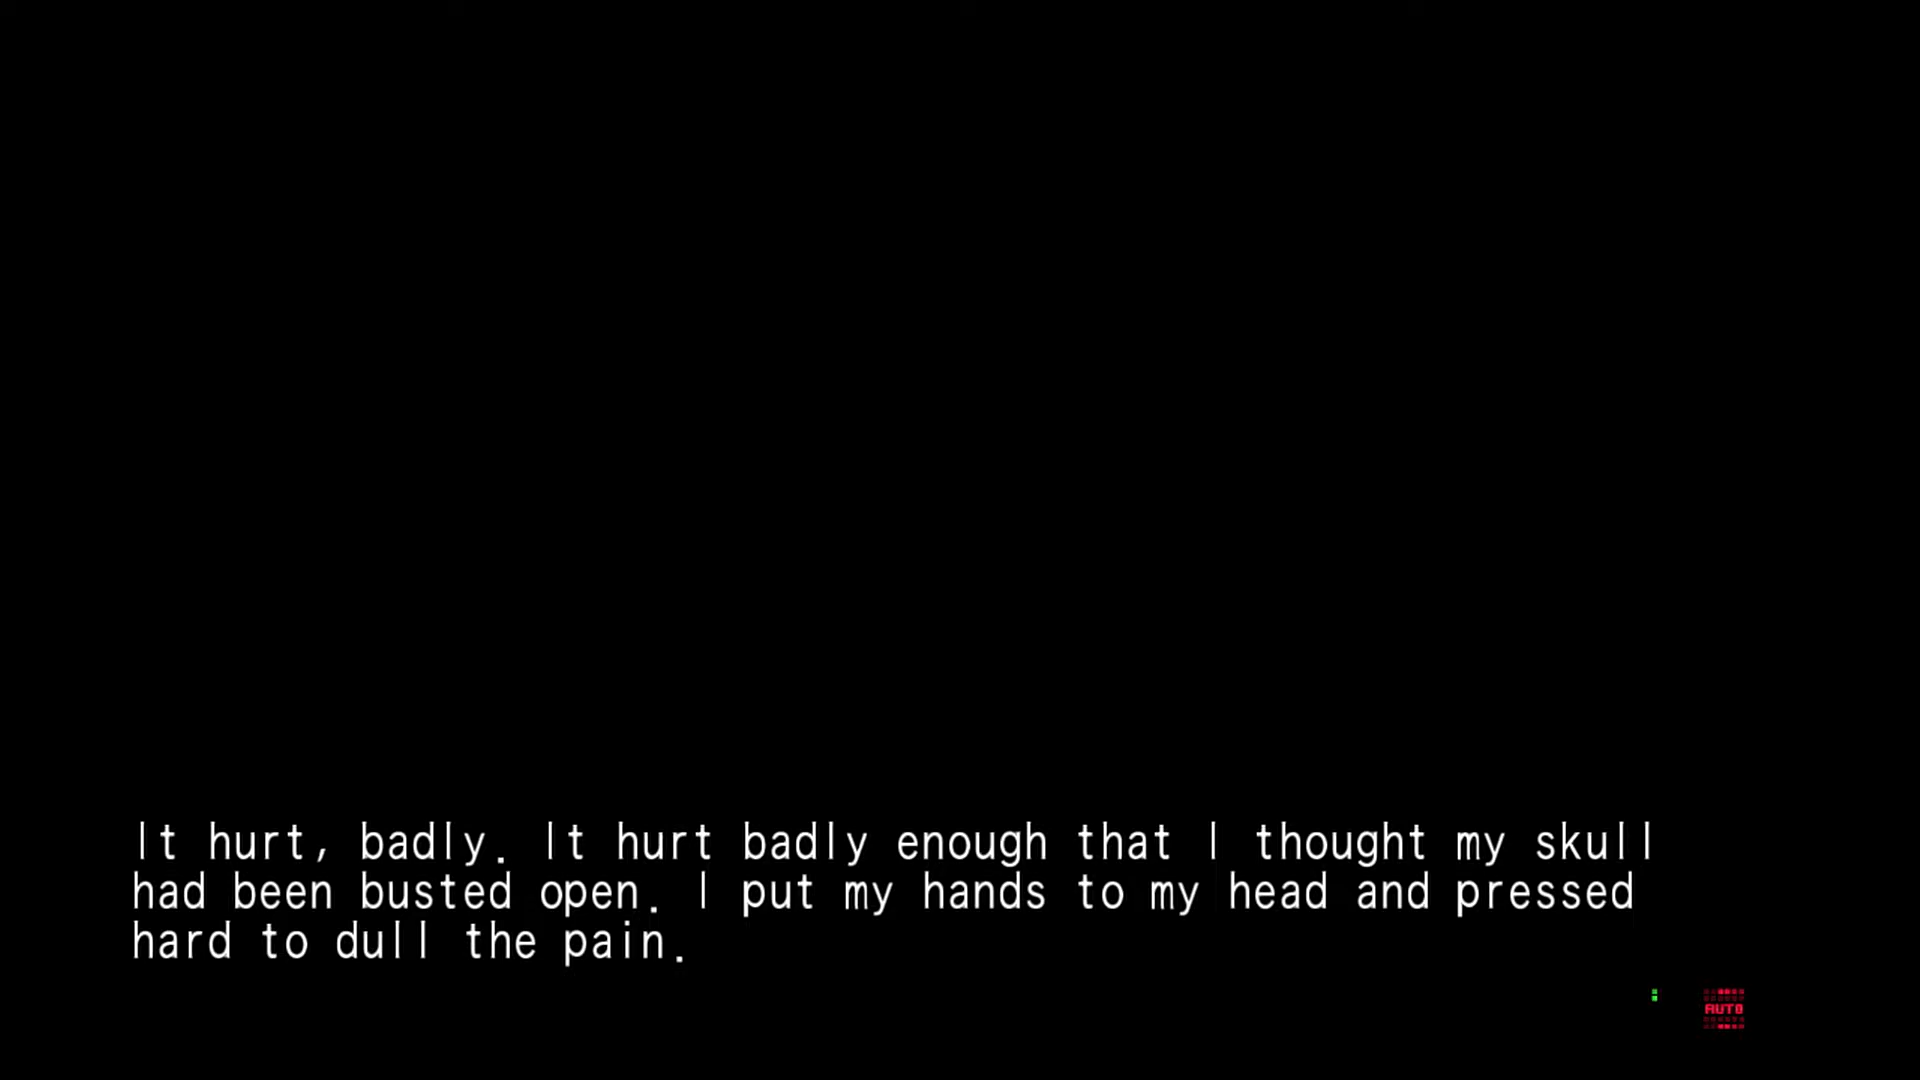 It hurt, badly. It hurt badly enough that I thought my skull
had been busted open. I put my hands to my head and pressed
hard to dull the pain.
AUTO